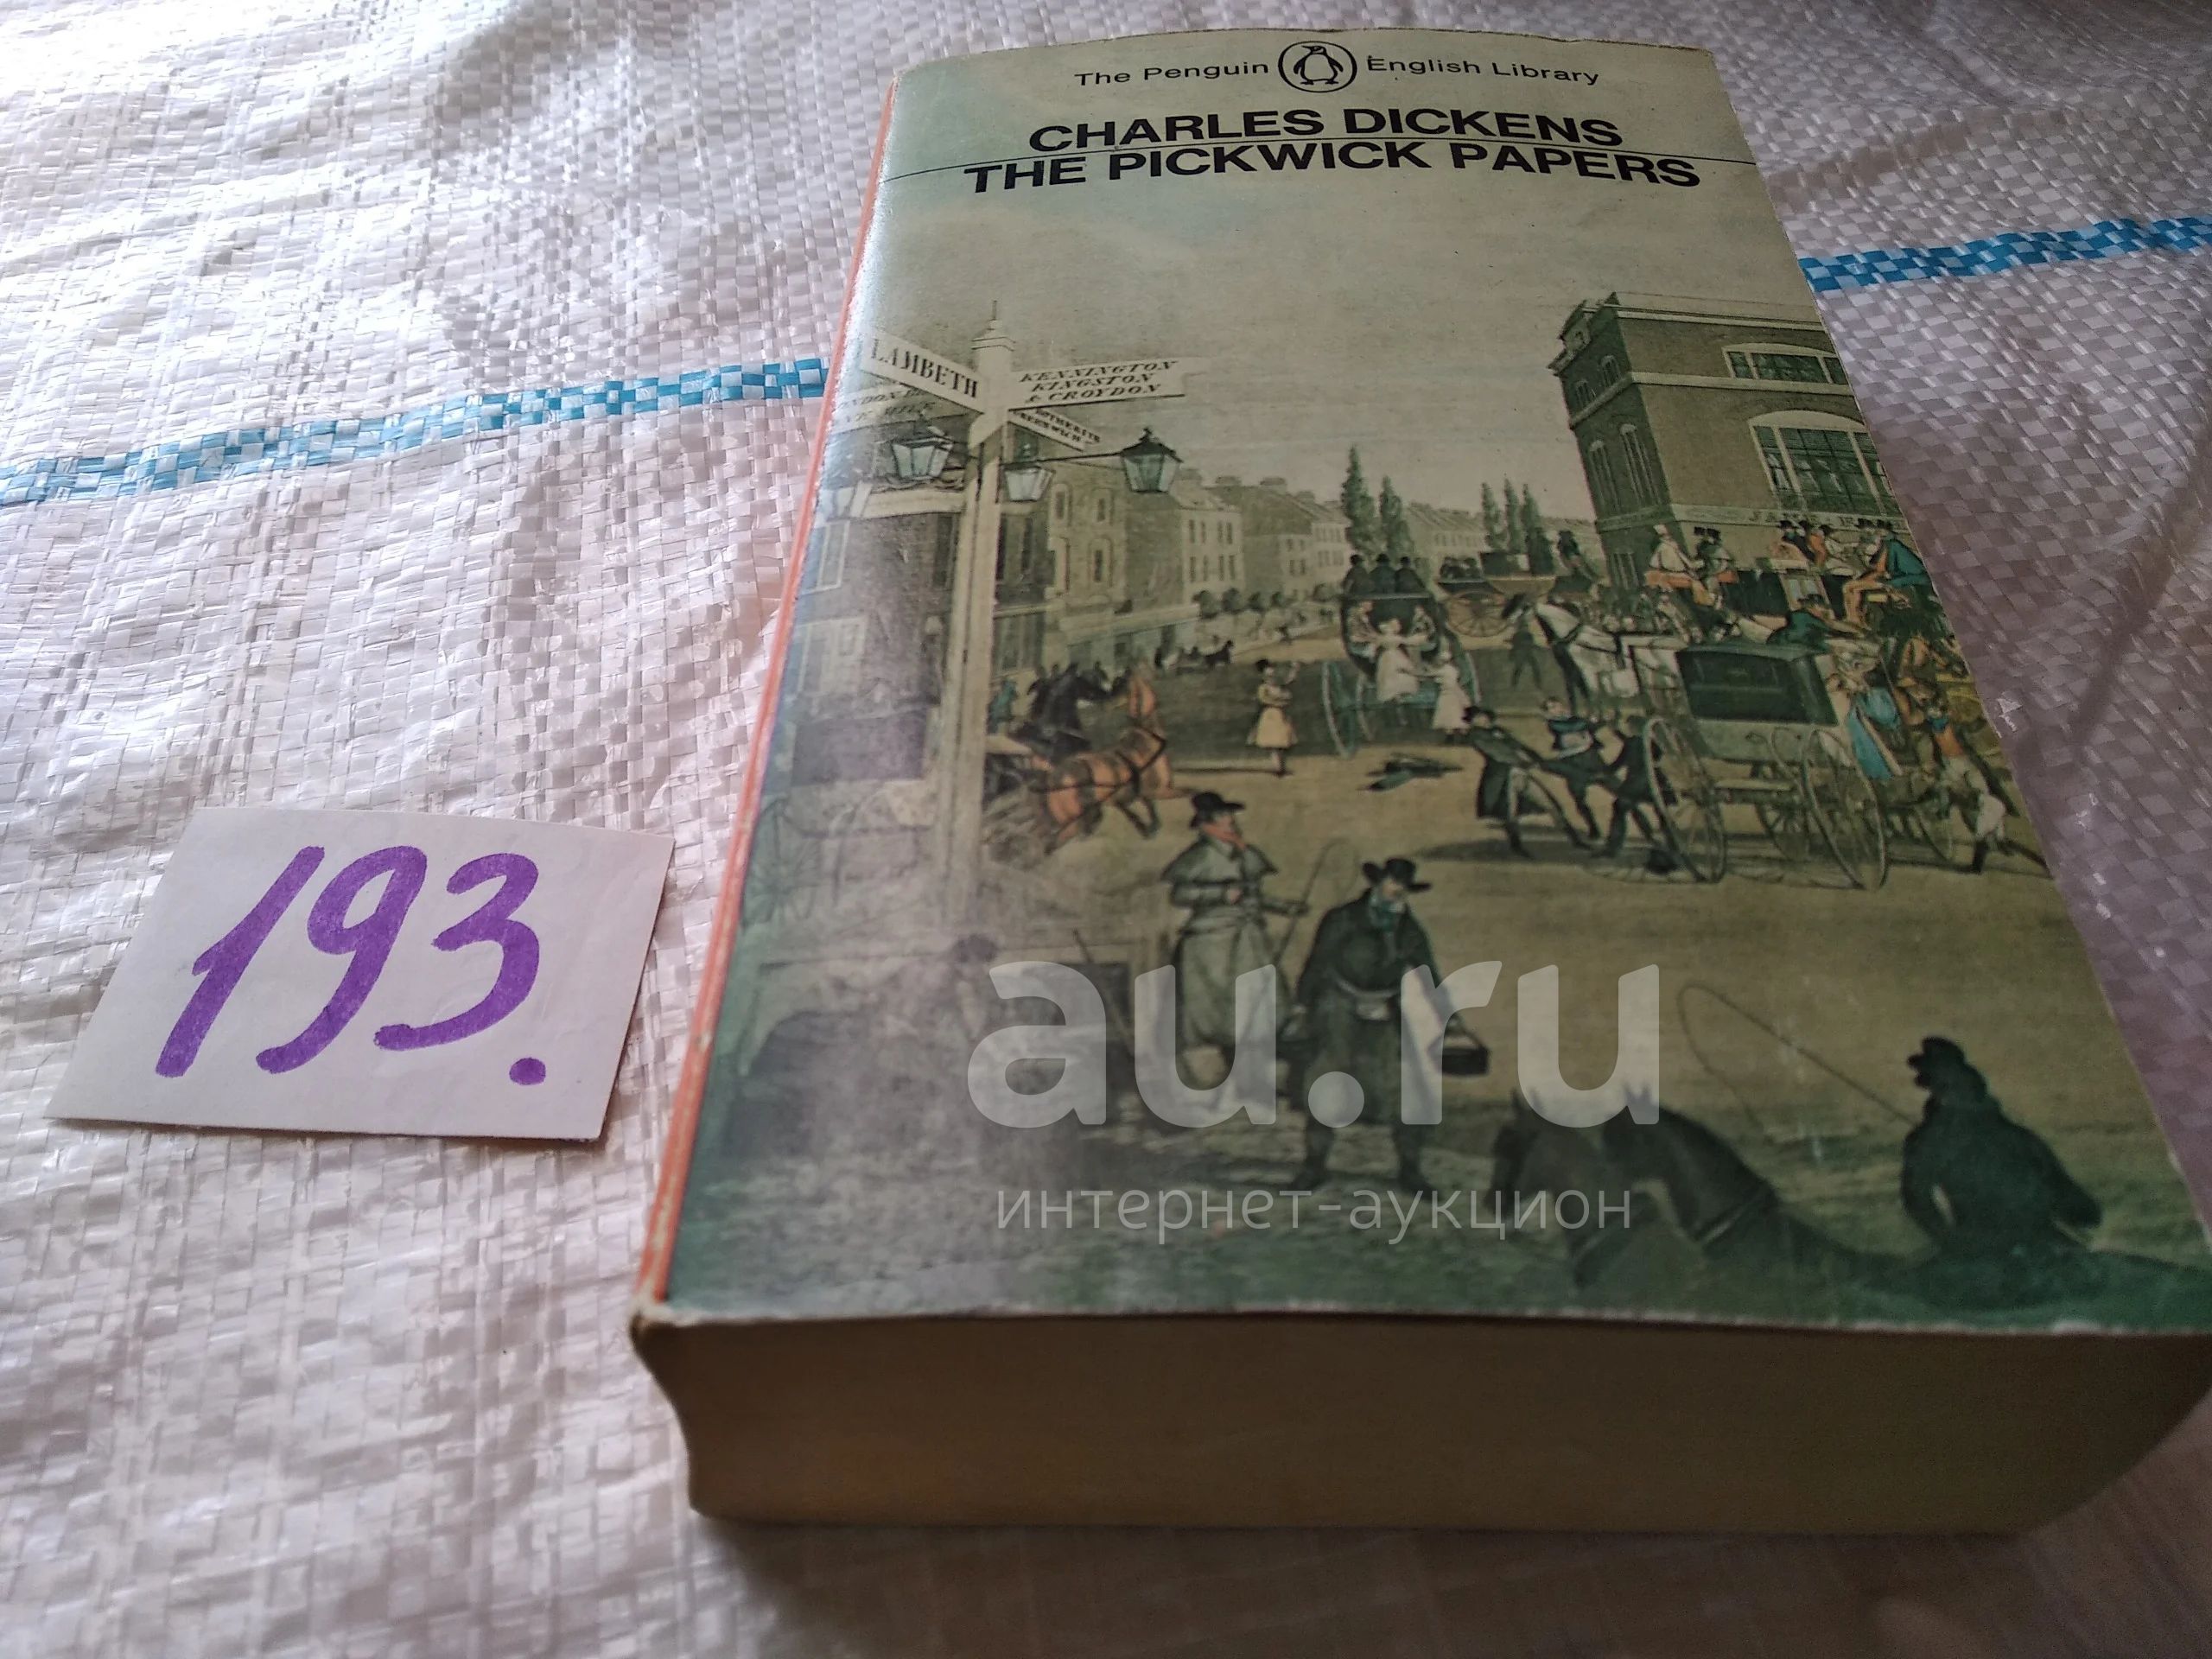 The Penguin English Library
CHARLES DICKENS
THE PICKWICK PAPERS
LAMBETH
KENNINGTON
KINGSTON
& CROYDON
193.
au.ru
интернет-аукцион